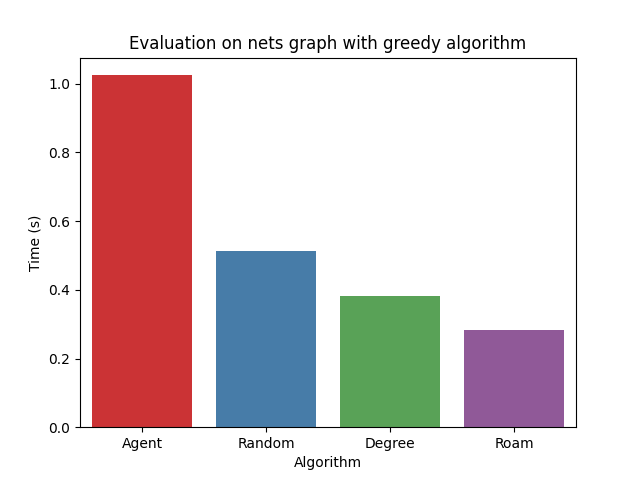 Evaluation on nets graph with greedy algorithm
1.0
0.8
0.6
0.4
0.2
0.0
Time (s)
Agent
Random
Degree
Roam
Algorithm